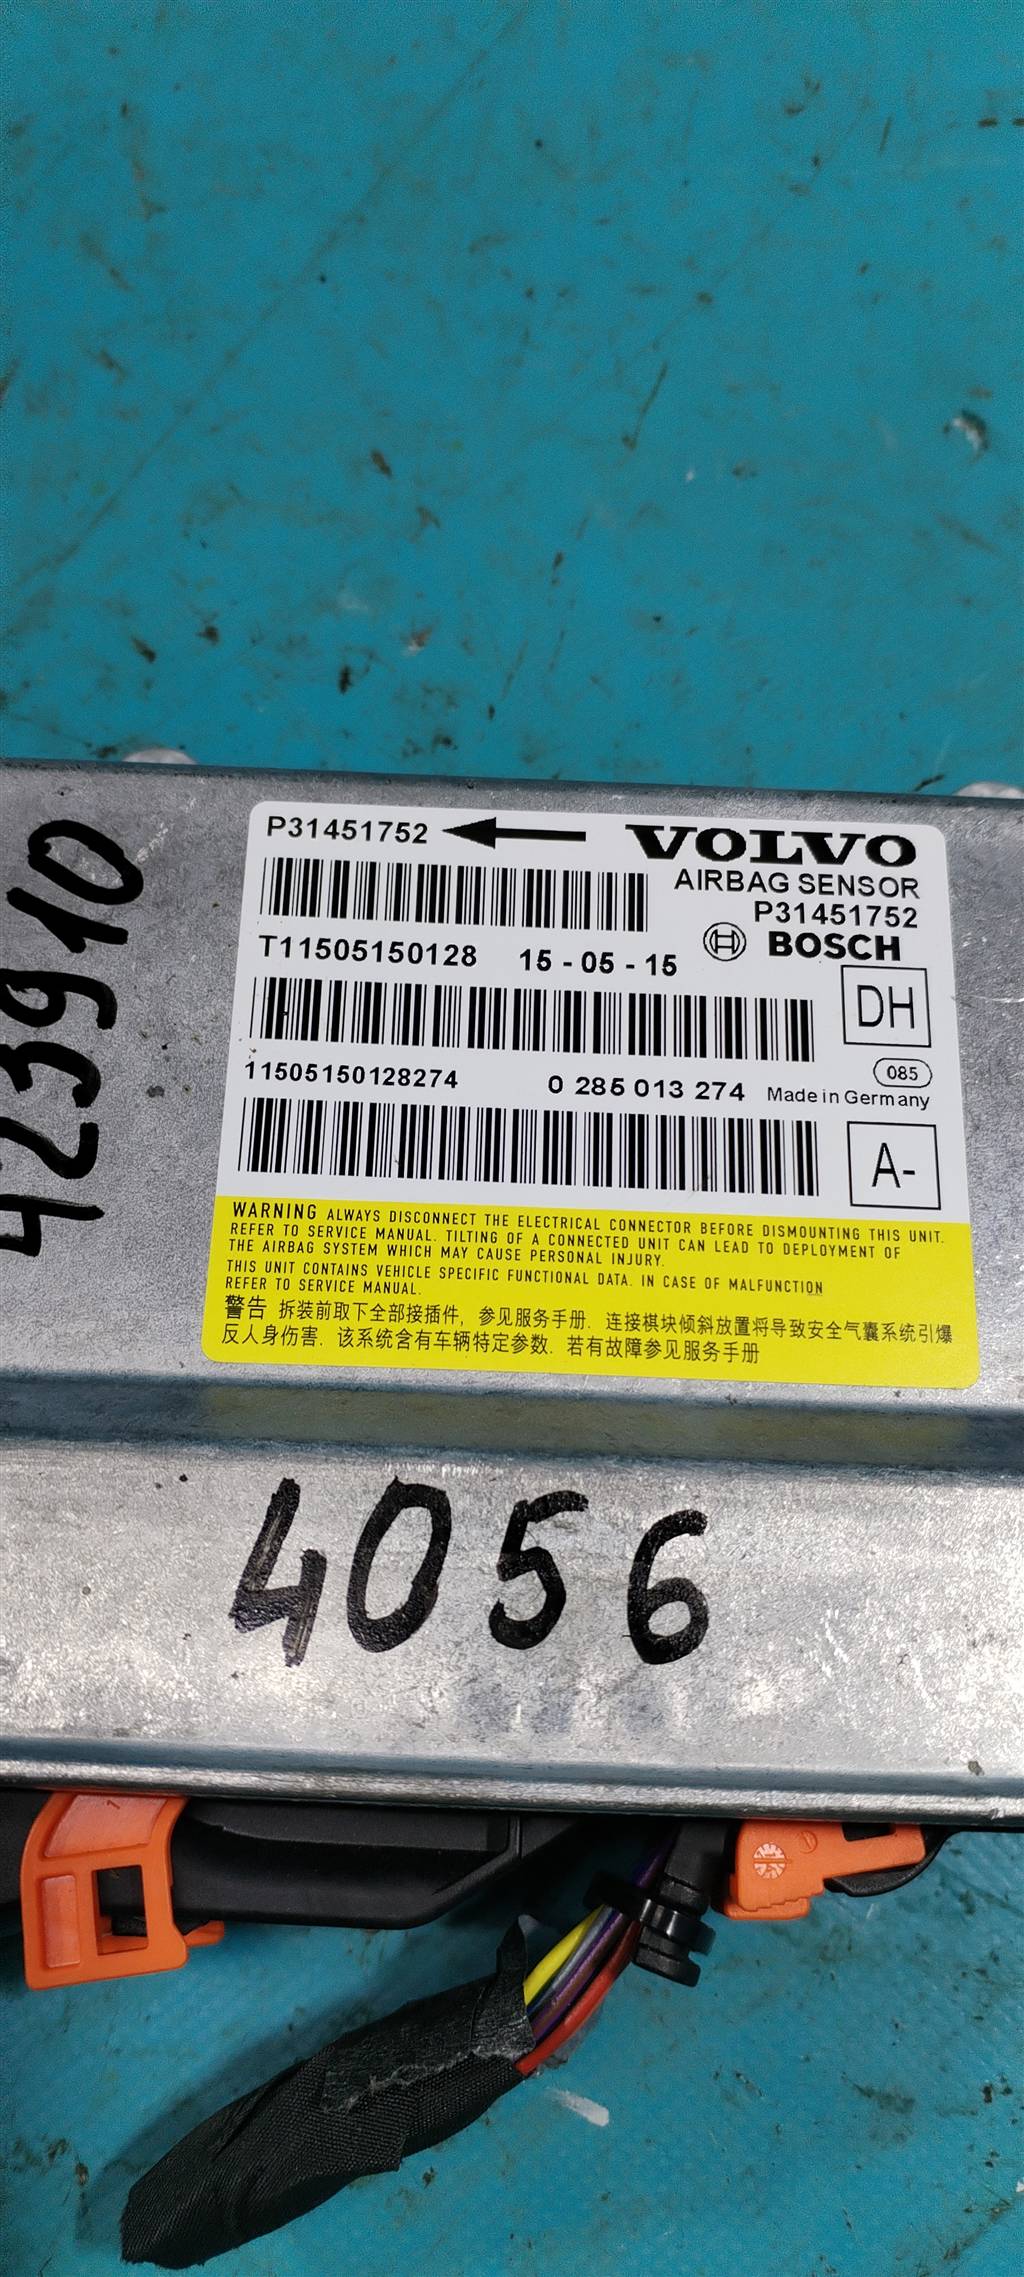 P31451752
VOLVO
AIRBAG SENSOR
P31451752
BOSCH
T11505150128 15 - 05 - 15
DH
085
11505150128274 0 285 013 274 Made in Germany
A-
WARNING ALWAYS DISCONNECT THE ELECTRICAL CONNECTOR BEFORE DISMOUNTING THIS UNIT.
REFER TO SERVICE MANUAL. TILTING OF A CONNECTED UNIT CAN LEAD TO DEPLOYMENT OF
THE AIRBAG SYSTEM WHICH MAY CAUSE PERSONAL INJURY.
THIS UNIT CONTAINS VEHICLE SPECIFIC FUNCTIONAL DATA. IN CASE OF MALFUNCTION
REFER TO SERVICE MANUAL.
警告 拆装前取下全部接插件, 参见服务手册. 连接棋块倾斜放置将导致安全气囊系统引爆
反人身伤害. 该系统含有车辆特定参数. 若有故障参见服务手册
423910
4056
1